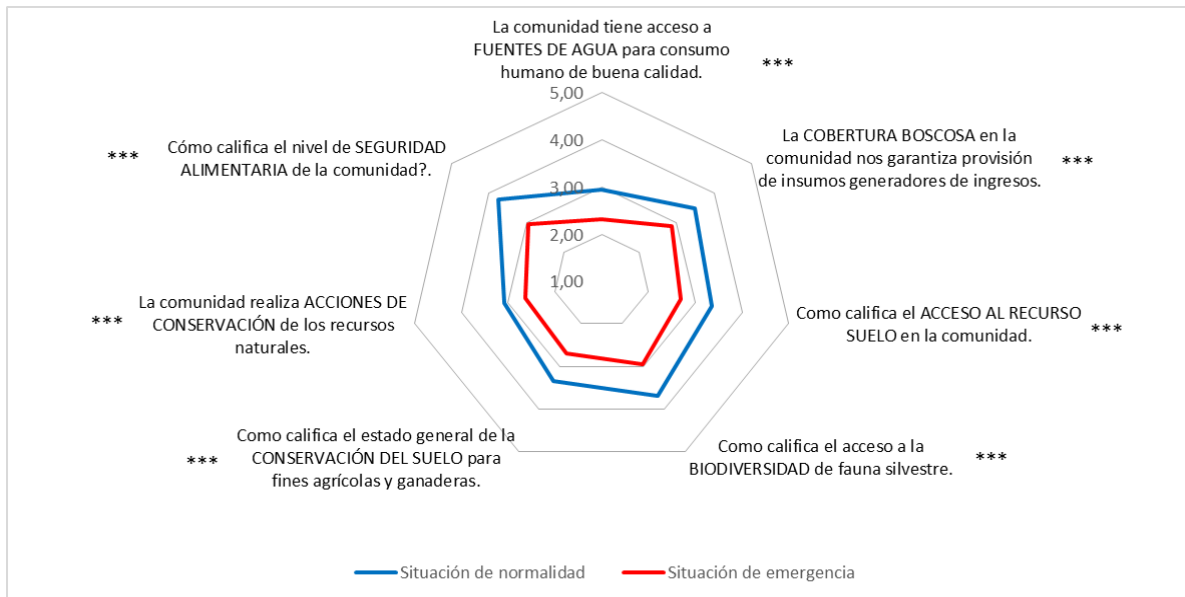 La comunidad tiene acceso a
FUENTES DE AGUA para consumo
humano de buena calidad.
***
5,00
4,00
3,00
2,00
1,00
La COBERTURA BOSCOSA en la
comunidad nos garantiza provisión
de insumos generadores de ingresos.
***
Como califica el ACCESO AL RECURSO
SUELO en la comunidad.
***
Como califica el acceso a la
BIODIVERSIDAD de fauna silvestre.
***
Como califica el estado general de la
CONSERVACIÓN DEL SUELO para
fines agrícolas y ganaderas.
***
La comunidad realiza ACCIONES DE
CONSERVACIÓN de los recursos
naturales.
***
Cómo califica el nivel de SEGURIDAD
ALIMENTARIA de la comunidad?.
***
Situación de normalidad
Situación de emergencia